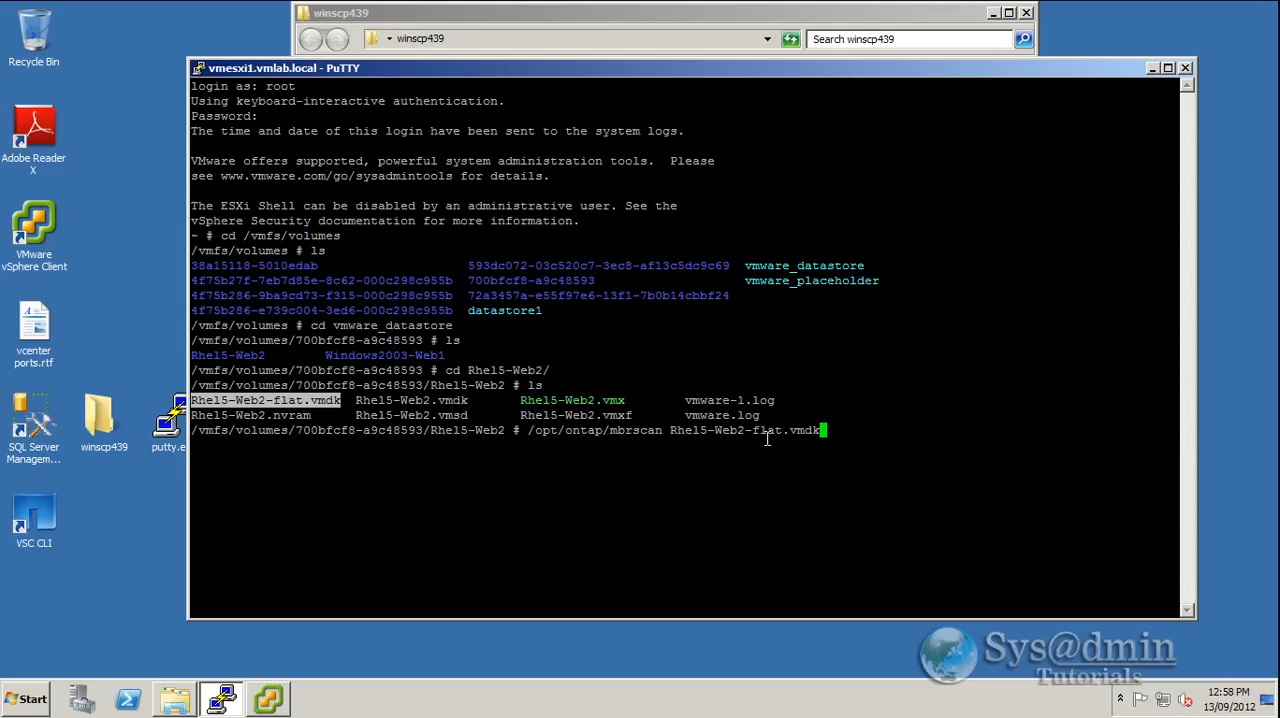 winscp439
winscp439
Search winscp439
Recycle Bin
Adobe Reader
X
VMware
vSphere Client
vcenter
ports.rtf
SQL Server
Managem...
winscp439
putty.e
VSC CLI
vmesxi1.vmlab.local - PuTTY
login as: root
Using keyboard-interactive authentication.
Password:
The time and date of this login have been sent to the system logs.
VMware offers supported, powerful system administration tools.  Please
see www.vmware.com/go/sysadmintools for details.
The ESXi Shell can be disabled by an administrative user. See the
vSphere Security documentation for more information.
~ # cd /vmfs/volumes
/vmfs/volumes # ls
38a15118-5010edab 593dc072-03c520c7-3ec8-af13c5dc9c69 vmware_datastore
4f75b27f-7eb7d85e-8c62-000c298c955b 700bfcf8-a9c48593 vmware_placeholder
4f75b286-9ba9cd73-f315-000c298c955b 72a3457a-e55f97e6-13f1-7b0b14cbbf24
4f75b286-e739c004-3ed6-000c298c955b datastore1
/vmfs/volumes # cd vmware_datastore
/vmfs/volumes/700bfcf8-a9c48593 # ls
Rhel5-Web2 Windows2003-Web1
/vmfs/volumes/700bfcf8-a9c48593 # cd Rhel5-Web2/
/vmfs/volumes/700bfcf8-a9c48593/Rhel5-Web2 # ls
Rhel5-Web2-flat.vmdk Rhel5-Web2.vmdk Rhel5-Web2.vmx vmware-1.log
Rhel5-Web2.nvram Rhel5-Web2.vmsd Rhel5-Web2.vmxf vmware.log
/vmfs/volumes/700bfcf8-a9c48593/Rhel5-Web2 # /opt/ontap/mbrscan Rhel5-Web2-flat.vmdk
Sys@dmin
Tutorials
Start
12:58 PM
13/09/2012